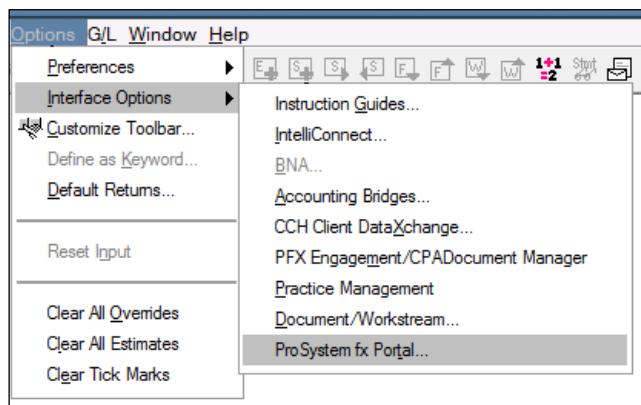 Options G/L Window Help
Preferences
Interface Options
Customize Toolbar...
Define as Keyword...
Default Returns...
Reset Input
Clear All Overrides
Clear All Estimates
Clear Tick Marks
E S S S F F W W 1+1 =2 Strt
Instruction Guides...
IntelliConnect...
BNA...
Accounting Bridges...
CCH Client DataXchange...
PFX Engagement/CPADocument Manager
Practice Management
Document/Workstream...
ProSystem fx Portal...